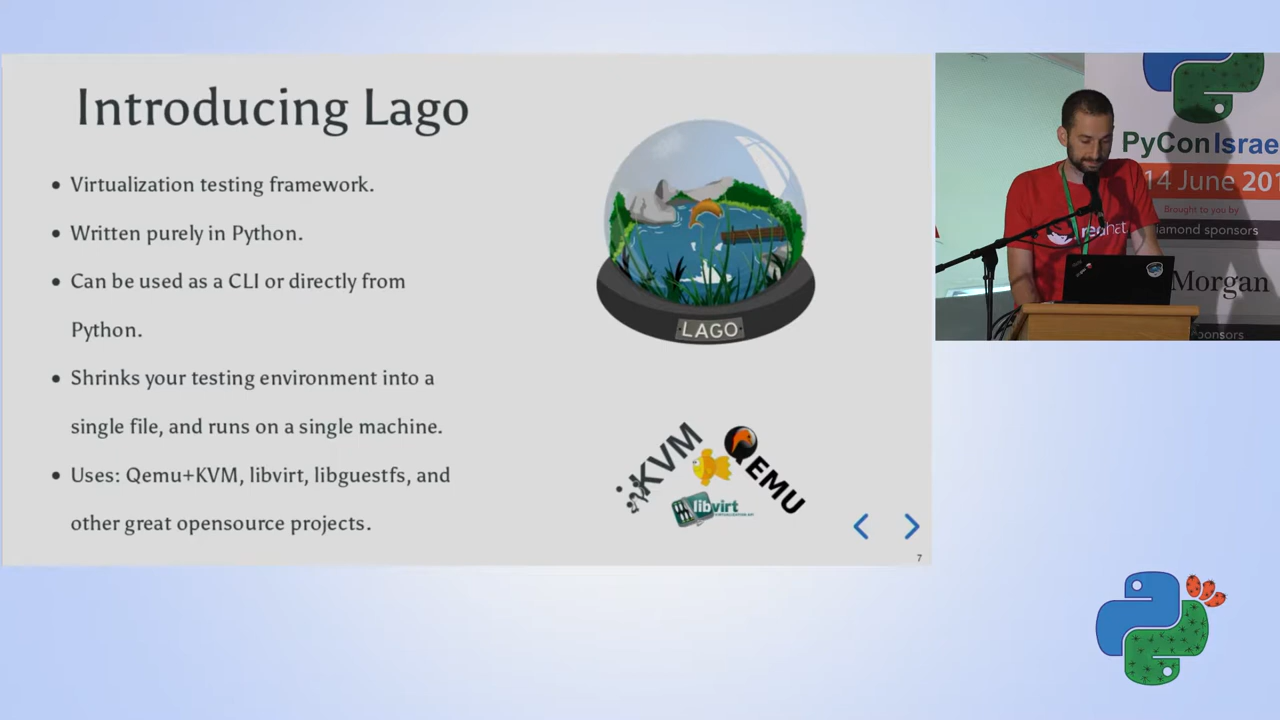 Introducing Lago
• Virtualization testing framework.
• Written purely in Python.
• Can be used as a CLI or directly from
Python.
• Shrinks your testing environment into a
single file, and runs on a single machine.
• Uses: Qemu+KVM, libvirt, libguestfs, and
other great opensource projects.
LAGO
KVM
QEMU
libvirt
7
PyConIsrae
14 June 201
Brought to you by
iamond sponsors
redhat
Morgan
ponsors